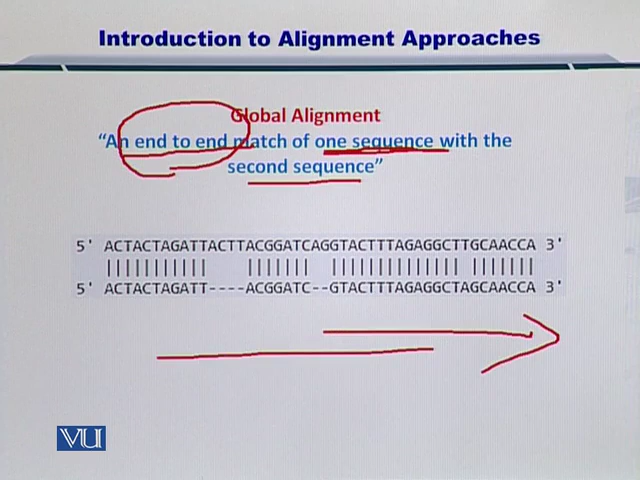 Introduction to Alignment Approaches
Global Alignment
“An end to end match of one sequence with the
second sequence”
5' ACTACTAGATTACTTACGGATCAGGTACTTTAGAGGCTTGCAACCA 3'
||||||||||| ||||||| |||||||||||||| |||||||
5' ACTACTAGATT----ACGGATC--GTACTTTAGAGGCTAGCAACCA 3'
VU